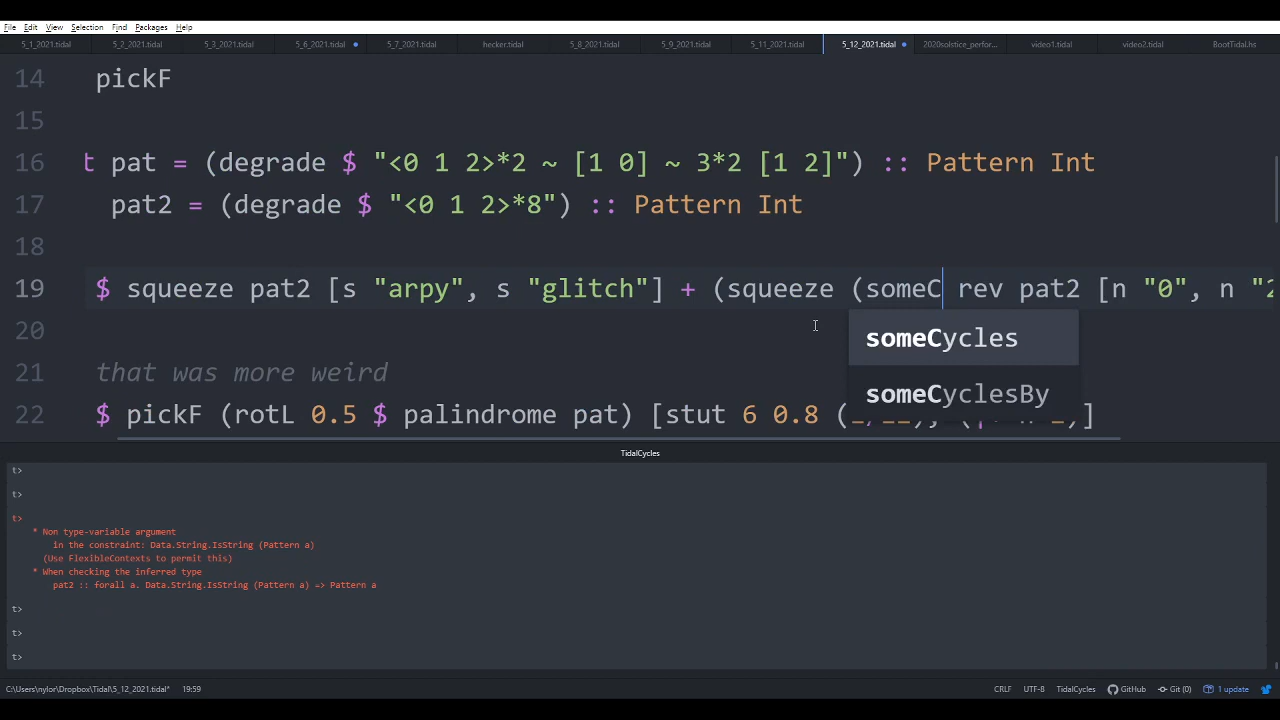 File Edit View Selection Find Packages Help
5_1_2021.tidal 5_2_2021.tidal 5_3_2021.tidal 5_6_2021.tidal 5_7_2021.tidal hecker.tidal 5_8_2021.tidal 5_9_2021.tidal 5_11_2021.tidal 5_12_2021.tidal 2020solstice_perfor... video1.tidal video2.tidal BootTidal.hs
14 pickF
15
16 t pat = (degrade $ "<0 1 2>*2 ~ [1 0] ~ 3*2 [1 2]") :: Pattern Int
17 pat2 = (degrade $ "<0 1 2>*8") :: Pattern Int
18
19 $ squeeze pat2 [s "arpy", s "glitch"] + (squeeze (someC rev pat2 [n "0", n "2
20
someCycles
21 that was more weird
someCyclesBy
22 $ pickF (rotL 0.5 $ palindrome pat) [stut 6 0.8 (
TidalCycles
t>
t>
t>
* Non type-variable argument
in the constraint: Data.String.IsString (Pattern a)
(Use FlexibleContexts to permit this)
* When checking the inferred type
pat2 :: forall a. Data.String.IsString (Pattern a) => Pattern a
t>
t>
t>
C:\Users\nylor\Dropbox\Tidal\5_12_2021.tidal* 19:59 CRLF UTF-8 TidalCycles GitHub Git (0) 1 update